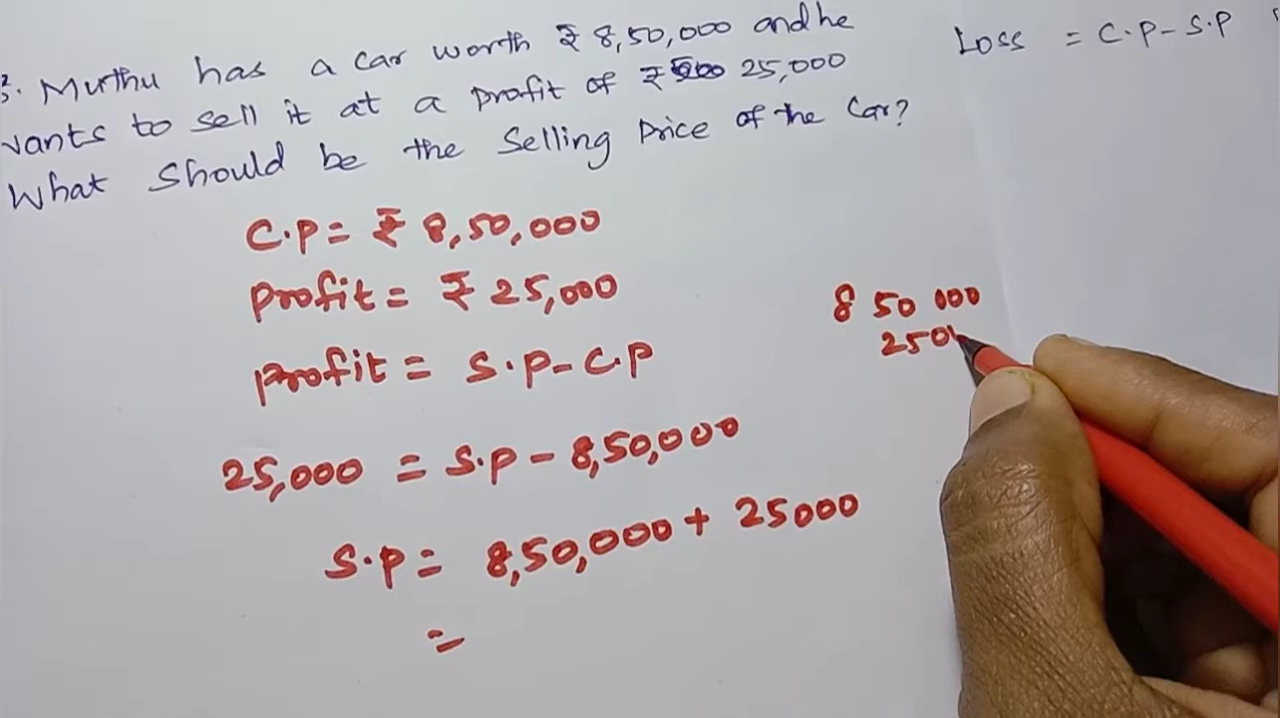 3. Muthu has a car worth ₹ 8,50,000 and he
wants to sell it at a profit of ₹ 25,000
What should be the selling price of the car?
Loss = C.P - S.P
C.P = ₹ 8,50,000
Profit = ₹ 25,000
Profit = S.P - C.P
25,000 = S.P - 8,50,000
S.P = 8,50,000 + 25000
=
8 50 000
250